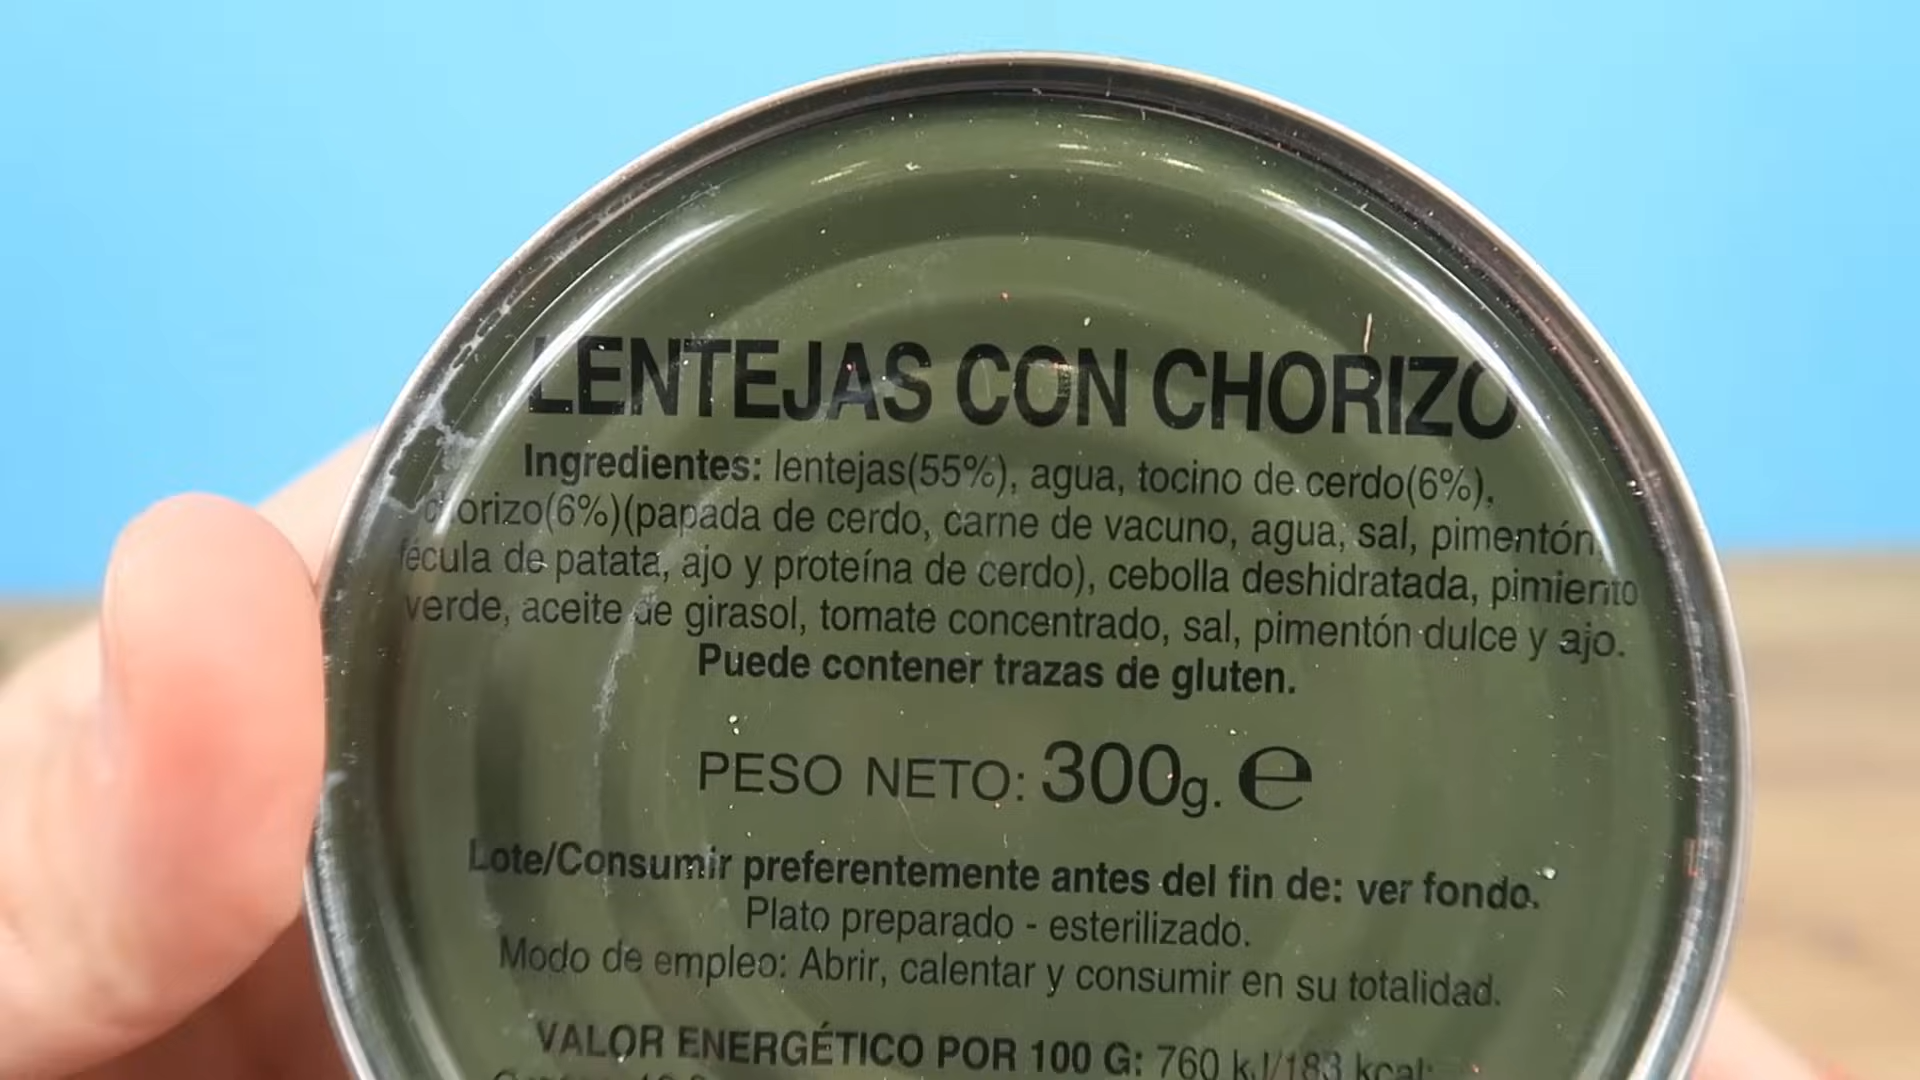 LENTEJAS CON CHORIZO
Ingredientes: lentejas(55%), agua, tocino de cerdo(6%),
chorizo(6%)(papada de cerdo, carne de vacuno, agua, sal, pimentón,
fécula de patata, ajo y proteína de cerdo), cebolla deshidratada, pimiento
verde, aceite de girasol, tomate concentrado, sal, pimentón dulce y ajo.
Puede contener trazas de gluten.
PESO NETO: 300g. ℮
Lote/Consumir preferentemente antes del fin de: ver fondo.
Plato preparado - esterilizado.
Modo de empleo: Abrir, calentar y consumir en su totalidad.
VALOR ENERGÉTICO POR 100 G: 760 kJ/183 kcal;